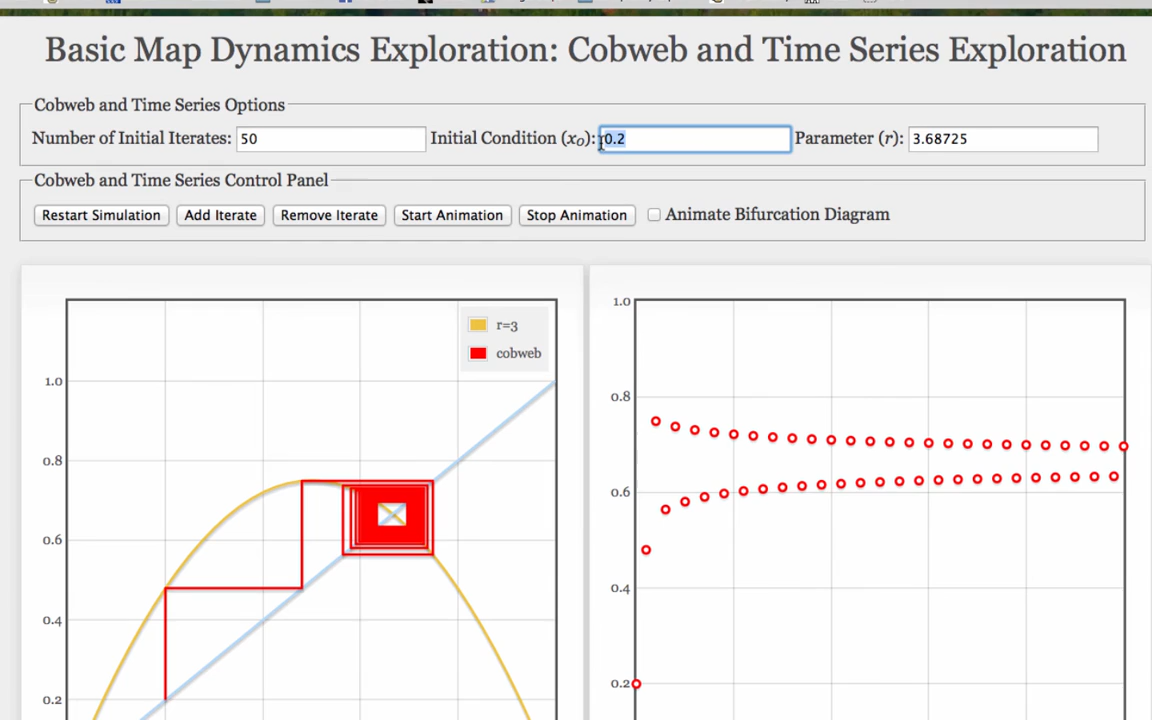 Basic Map Dynamics Exploration: Cobweb and Time Series Exploration
Cobweb and Time Series Options
Number of Initial Iterates: 50 Initial Condition (x₀): 0.2 Parameter (r): 3.68725
Cobweb and Time Series Control Panel
Restart Simulation Add Iterate Remove Iterate Start Animation Stop Animation Animate Bifurcation Diagram
r=3
cobweb
1.0
0.8
0.6
0.4
0.2
1.0
0.8
0.6
0.4
0.2